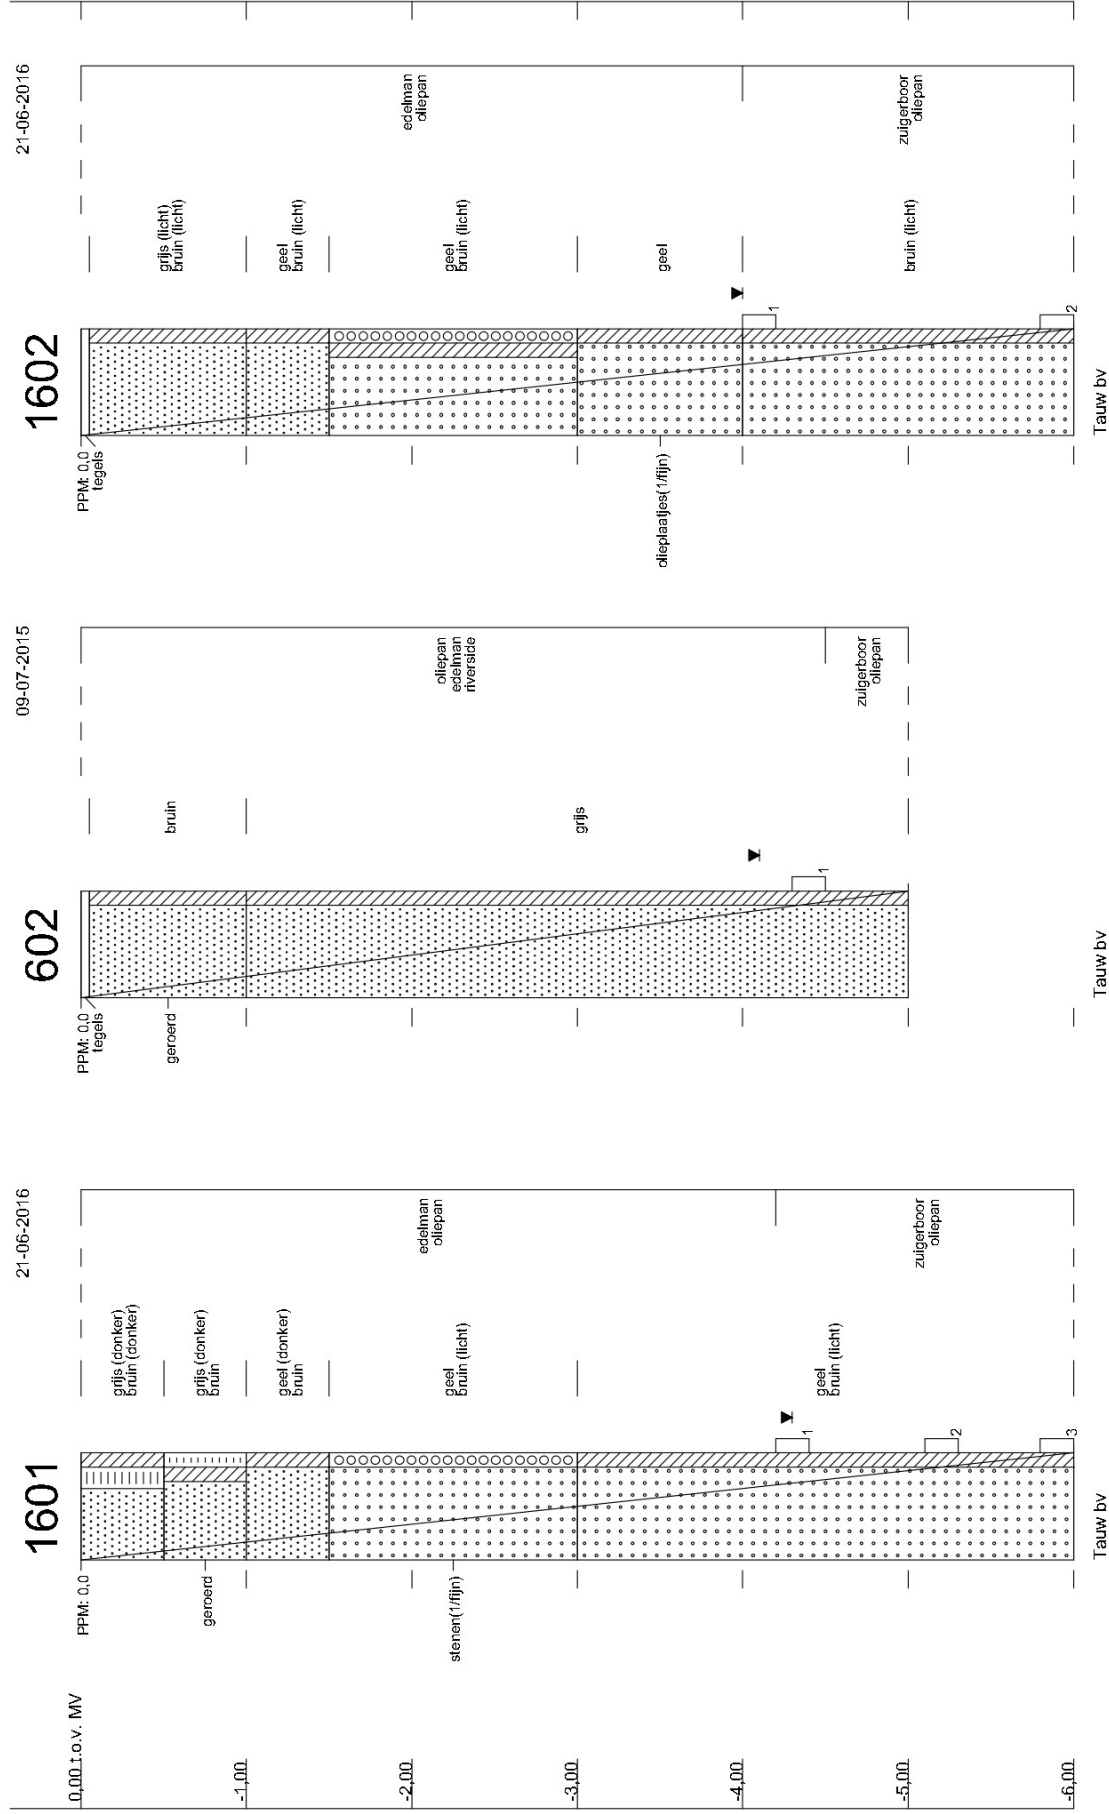 1601
21-06-2016
PPM: 0,0
geroerd
stenen(1/fijn)
grijs (donker)
bruin (donker)
grijs (donker)
bruin
geel (donker)
bruin
geel
bruin (licht)
geel
bruin (licht)
edelman
oliepan
zuigerboor
oliepan
1
2
3
Tauw bv
602
09-07-2015
PPM: 0,0
tegels
geroerd
bruin
grijs
oliepan
edelman
riverside
zuigerboor
oliepan
1
Tauw bv
1602
21-06-2016
PPM: 0,0
tegels
olieplaatjes(1/fijn)
grijs (licht)
bruin (licht)
geel
bruin (licht)
geel
bruin (licht)
geel
bruin (licht)
edelman
oliepan
zuigerboor
oliepan
1
2
Tauw bv
0,00 t.o.v. MV
-1,00
-2,00
-3,00
-4,00
-5,00
-6,00